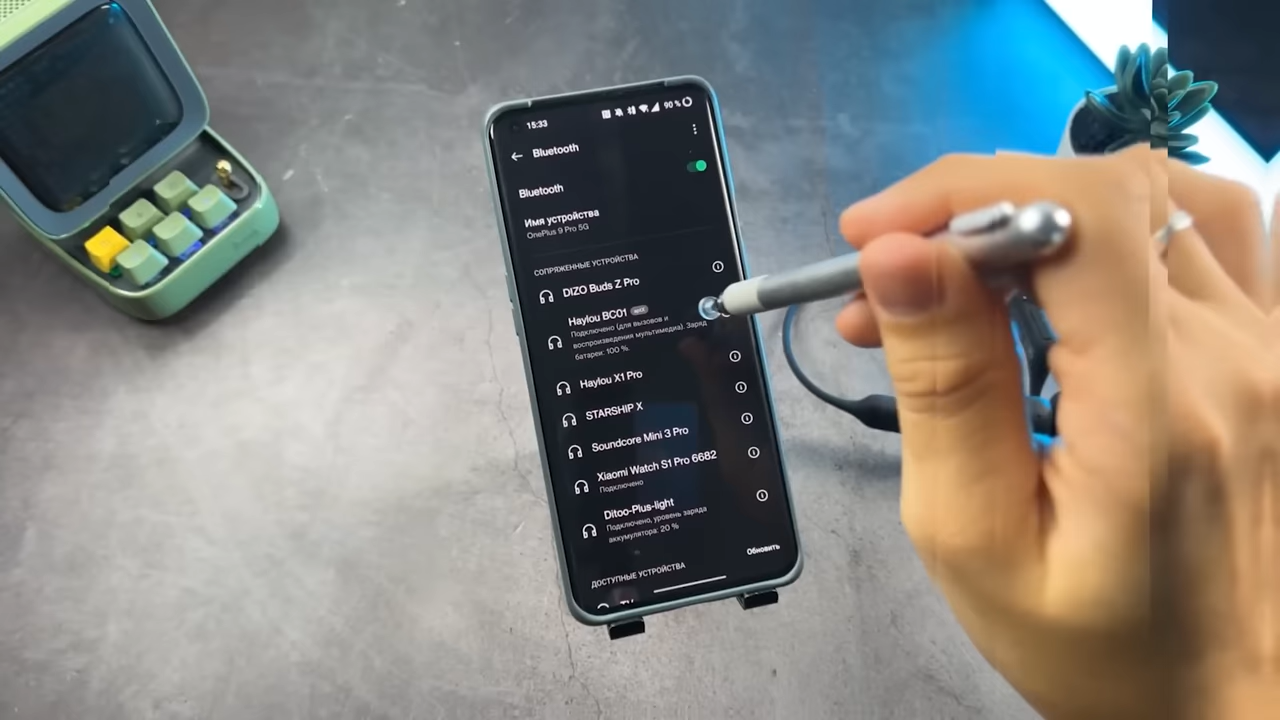 15:33
90 %
Bluetooth
Bluetooth
Имя устройства
OnePlus 9 Pro 5G
СОПРЯЖЕННЫЕ УСТРОЙСТВА
DIZO Buds Z Pro
Haylou BC01
Подключено (для вызовов и
воспроизведения мультимедиа). Заряд
батареи: 100 %.
Haylou X1 Pro
STARSHIP X
Soundcore Mini 3 Pro
Xiaomi Watch S1 Pro 6682
Подключено
Ditoo-Plus-light
Подключено, уровень заряда
аккумулятора: 20 %
Обновить
ДОСТУПНЫЕ УСТРОЙСТВА